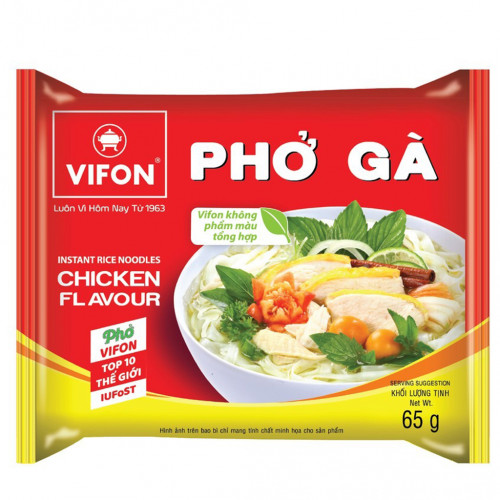 VIFON®
Luôn Vì Hôm Nay Từ 1963
PHỞ GÀ
Vifon không
phẩm màu
tổng hợp
INSTANT RICE NOODLES
CHICKEN
FLAVOUR
Phở
VIFON
TOP 10
THẾ GIỚI
IUFoST
SERVING SUGGESTION
KHỐI LƯỢNG TỊNH
Net Wt.
65 g
Hình ảnh trên bao bì chỉ mang tính chất minh họa cho sản phẩm